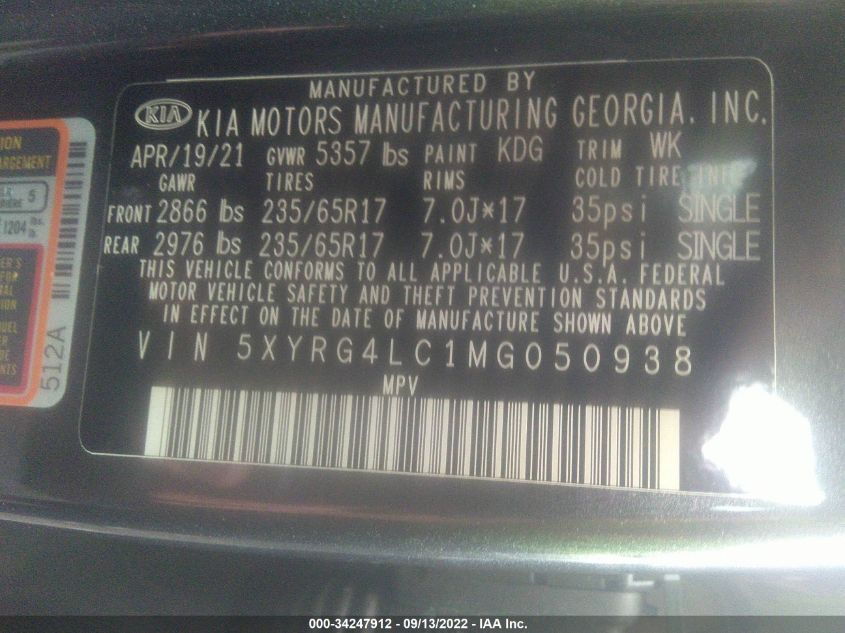 MANUFACTURED BY
KIA KIA MOTORS MANUFACTURING GEORGIA, INC.
APR/19/21 GVWR 5357 lbs PAINT KDG TRIM WK
GAWR TIRES RIMS COLD TIRE INFL
FRONT 2866 lbs 235/65R17 7.0J*17 35psi SINGLE
REAR 2976 lbs 235/65R17 7.0J*17 35psi SINGLE
THIS VEHICLE CONFORMS TO ALL APPLICABLE U.S.A. FEDERAL
MOTOR VEHICLE SAFETY AND THEFT PREVENTION STANDARDS
IN EFFECT ON THE DATE OF MANUFACTURE SHOWN ABOVE
VIN 5XYRG4LC1MG050938
MPV
5
1204 lbs.
512A
000-34247912 - 09/13/2022 - IAA Inc.